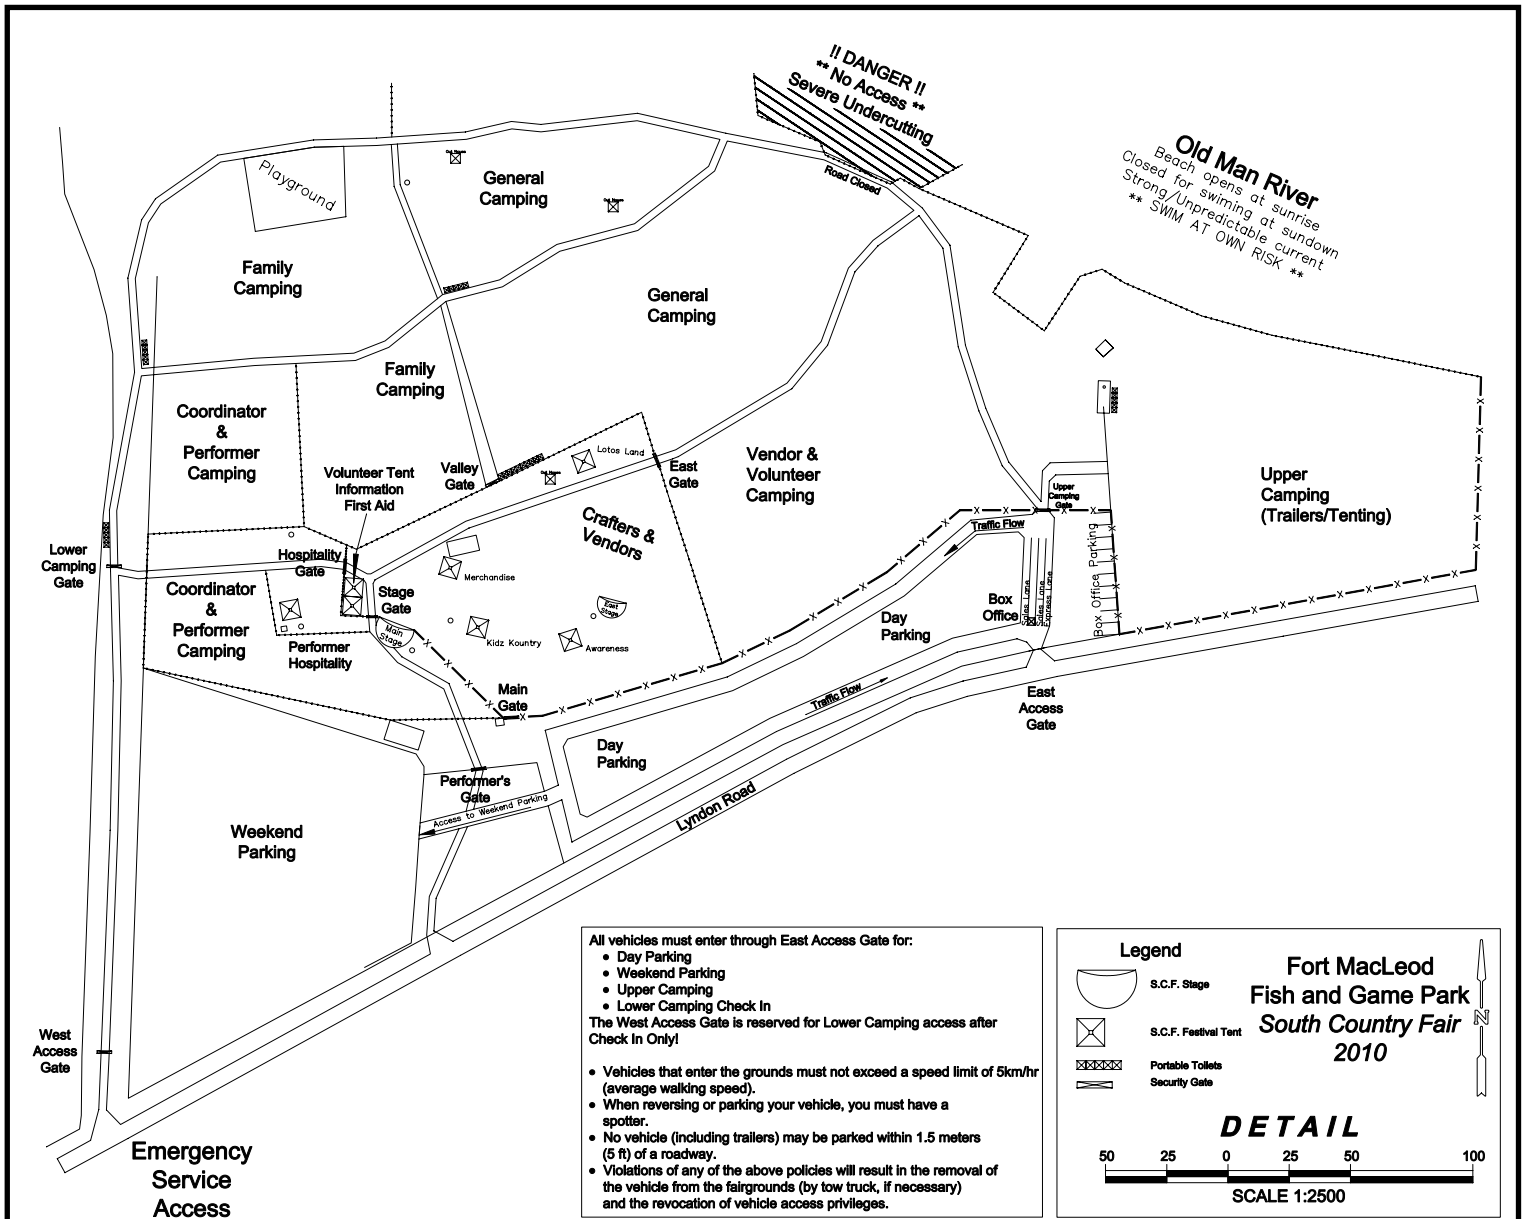 !! DANGER !!
** No Access **
Severe Undercutting
Road Closed
Old Man River
Beach opens at sunrise
Closed for swiming at sundown
Strong/Unpredictable current
** SWIM AT OWN RISK **
Playground
Out House
General
Camping
Out House
Family
Camping
General
Camping
Family
Camping
Coordinator
&
Performer
Camping
Volunteer Tent
Information
First Aid
Valley
Gate
Out House
Lotos Land
East
Gate
Vendor &
Volunteer
Camping
Upper
Camping
Gate
Upper
Camping
(Trailers/Tenting)
Crafters &
Vendors
Traffic Flow
Lower
Camping
Gate
Hospitality
Gate
Coordinator
&
Performer
Camping
Stage
Gate
Merchandise
East
Stage
Main
Stage
Kidz Kountry
Awareness
Performer
Hospitality
Day
Parking
Box
Office
Sales Lane
Sales Lane
Express Lane
Box Office Parking
Main
Gate
Traffic Flow
East
Access
Gate
Day
Parking
Performer's
Gate
Access to Weekend Parking
Lyndon Road
Weekend
Parking
West
Access
Gate
Emergency
Service
Access
All vehicles must enter through East Access Gate for:
• Day Parking
• Weekend Parking
• Upper Camping
• Lower Camping Check In
The West Access Gate is reserved for Lower Camping access after
Check In Only!
• Vehicles that enter the grounds must not exceed a speed limit of 5km/hr
(average walking speed).
• When reversing or parking your vehicle, you must have a
spotter.
• No vehicle (including trailers) may be parked within 1.5 meters
(5 ft) of a roadway.
• Violations of any of the above policies will result in the removal of
the vehicle from the fairgrounds (by tow truck, if necessary)
and the revocation of vehicle access privileges.
Legend
S.C.F. Stage
S.C.F. Festival Tent
Portable Toilets
Security Gate
Fort MacLeod
Fish and Game Park
South Country Fair
2010
N
DETAIL
50 25 0 25 50 100
SCALE 1:2500